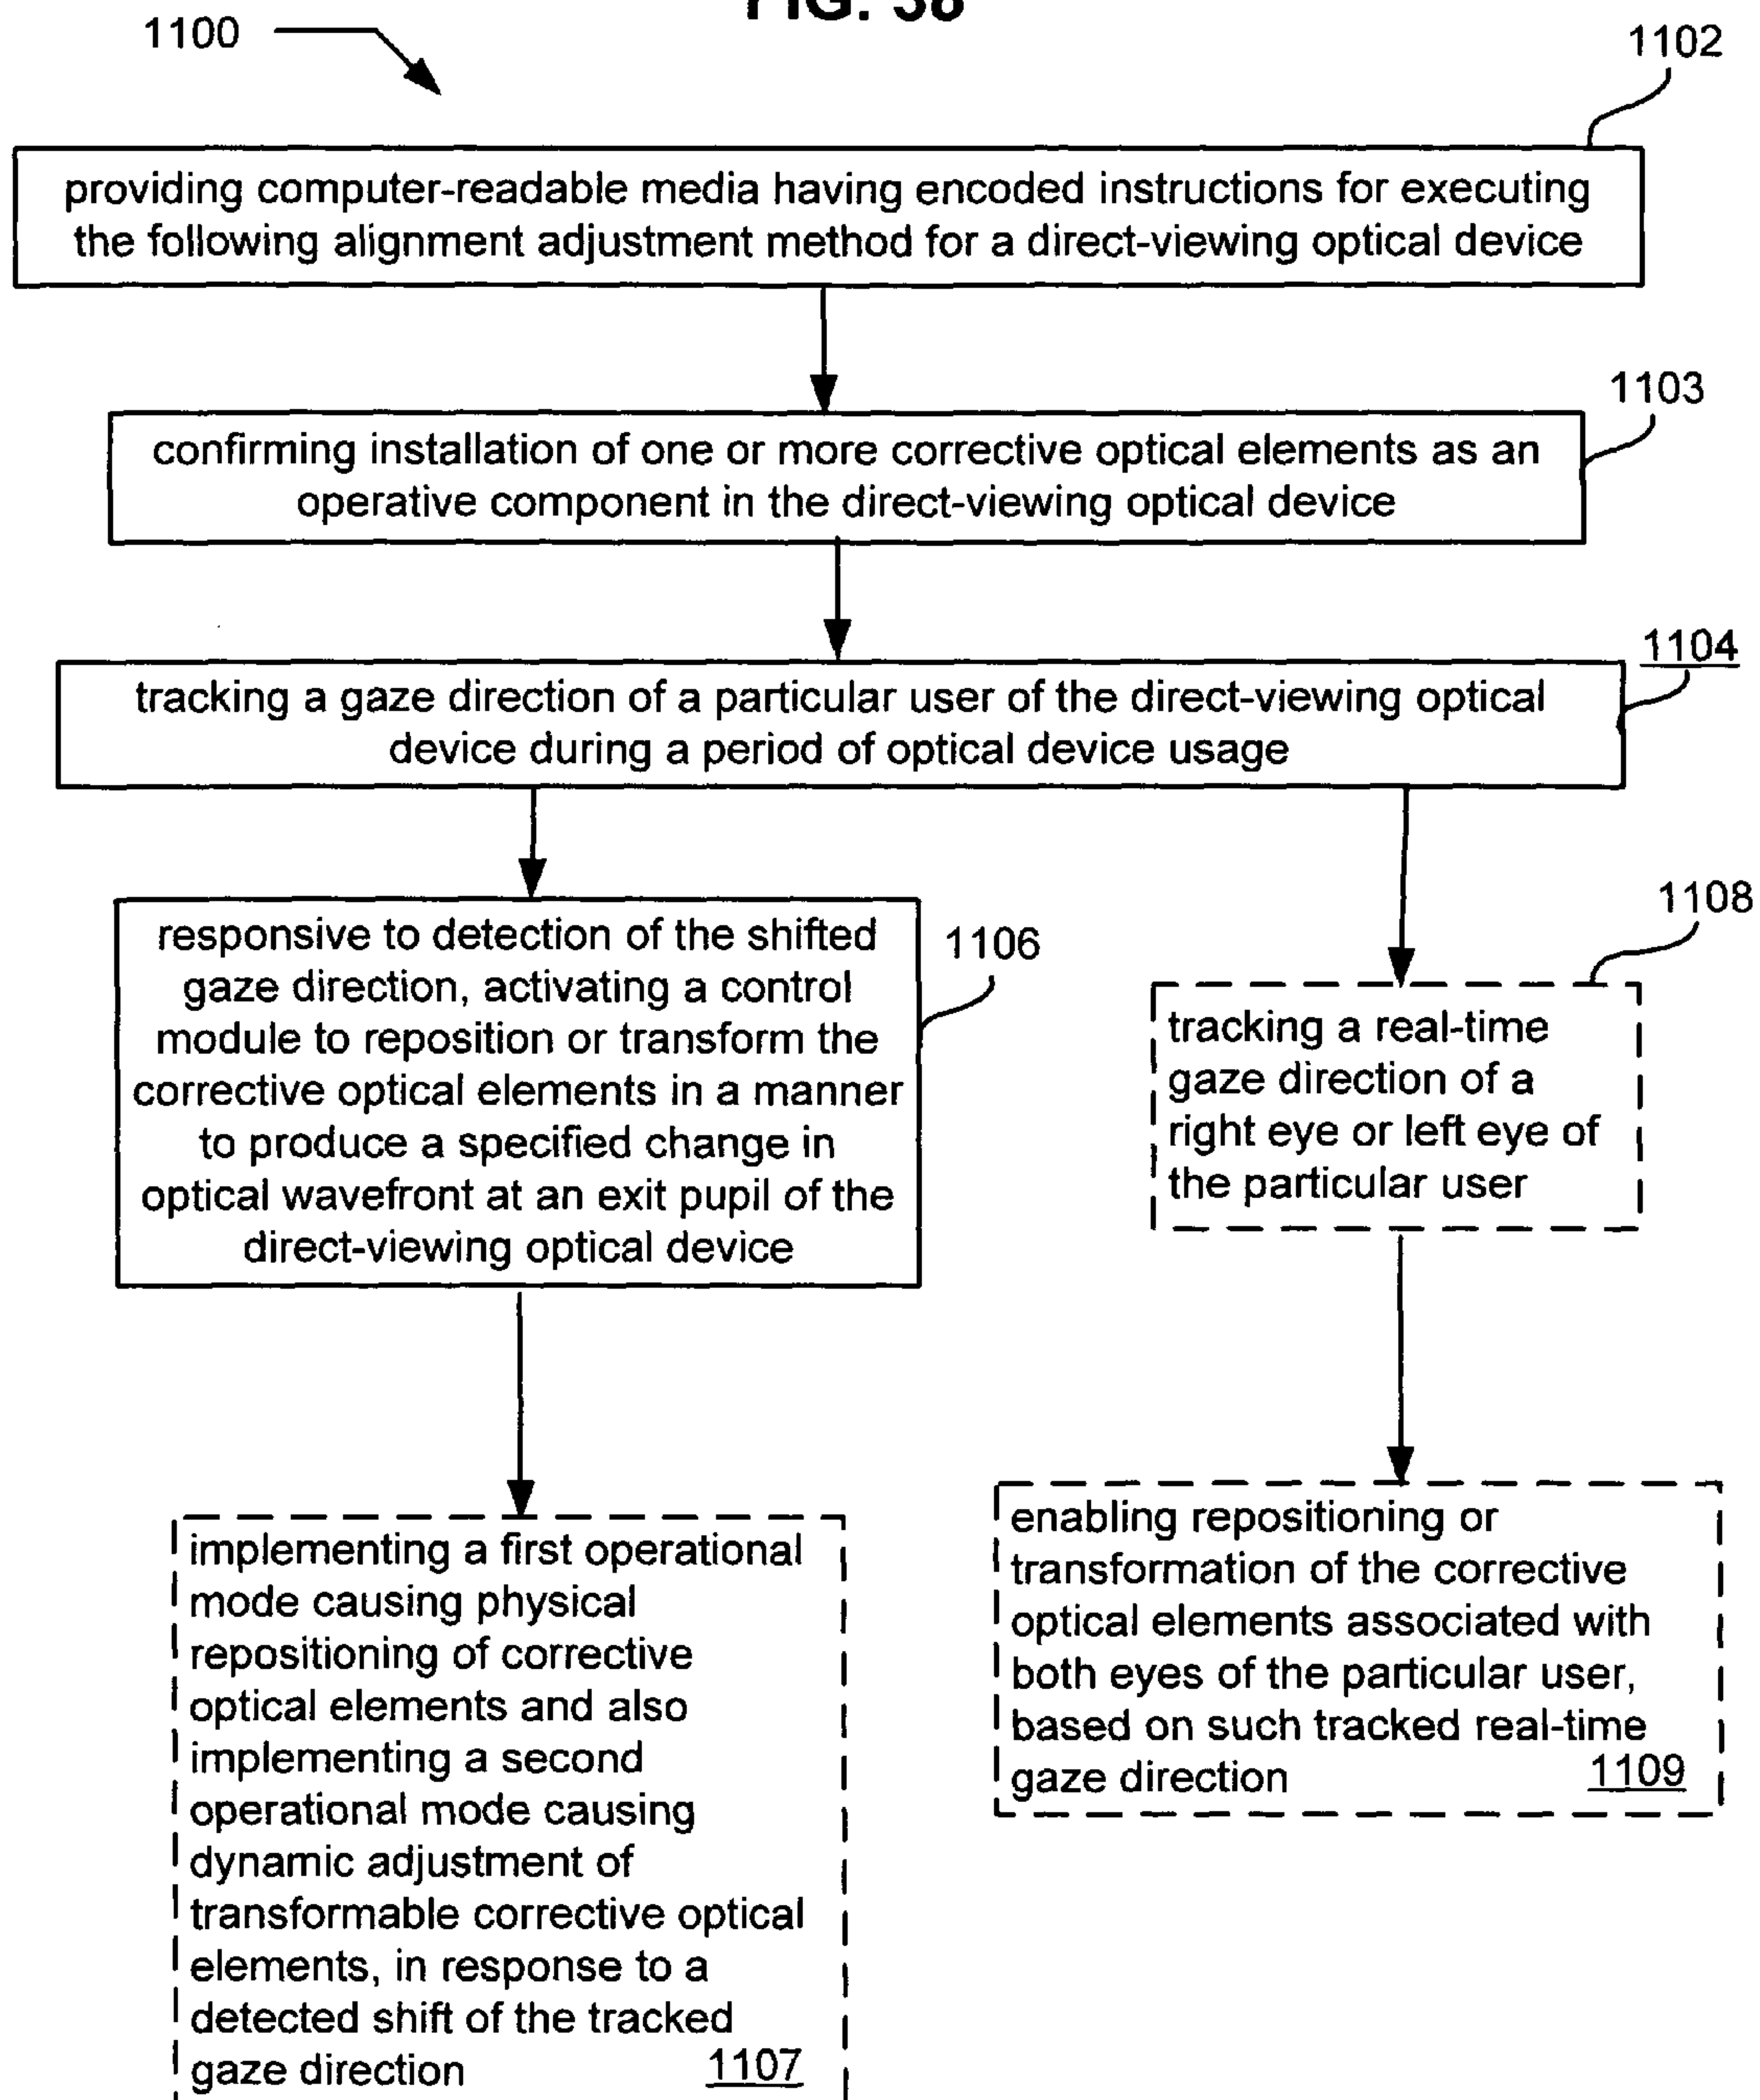 FIG. 38
1100
1102
providing computer-readable media having encoded instructions for executing
the following alignment adjustment method for a direct-viewing optical device
1103
confirming installation of one or more corrective optical elements as an
operative component in the direct-viewing optical device
1104
tracking a gaze direction of a particular user of the direct-viewing optical
device during a period of optical device usage
responsive to detection of the shifted
gaze direction, activating a control
module to reposition or transform the
corrective optical elements in a manner
to produce a specified change in
optical wavefront at an exit pupil of the
direct-viewing optical device
1106
1108
tracking a real-time
gaze direction of a
right eye or left eye of
the particular user
implementing a first operational
mode causing physical
repositioning of corrective
optical elements and also
implementing a second
operational mode causing
dynamic adjustment of
transformable corrective optical
elements, in response to a
detected shift of the tracked
gaze direction 1107
enabling repositioning or
transformation of the corrective
optical elements associated with
both eyes of the particular user,
based on such tracked real-time
gaze direction 1109